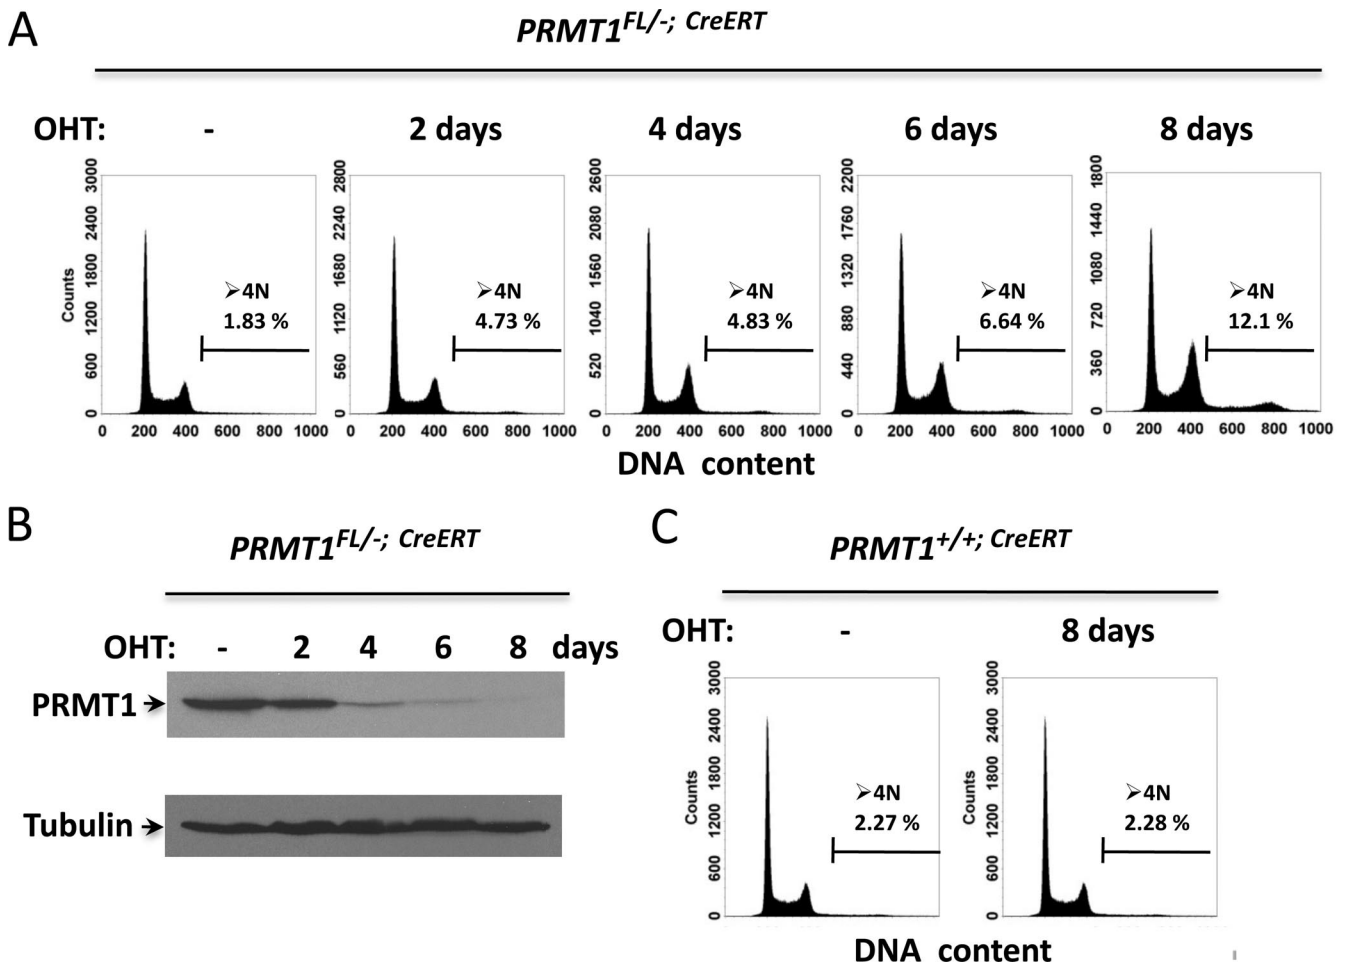 A
PRMT1FL/-; CreERT
OHT: - 2 days 4 days 6 days 8 days
3000 2400 1800 1200 600 0
Counts
➢4N
1.83 %
0 200 400 600 800 1000
2800 2240 1680 1120 560 0
➢4N
4.73 %
0 200 400 600 800 1000
2600 2080 1560 1040 520 0
➢4N
4.83 %
0 200 400 600 800 1000
2200 1760 1320 880 440 0
➢4N
6.64 %
0 200 400 600 800 1000
1800 1440 1080 720 360 0
➢4N
12.1 %
0 200 400 600 800 1000
DNA content
B
PRMT1FL/-; CreERT
OHT: - 2 4 6 8 days
PRMT1
Tubulin
C
PRMT1+/+; CreERT
OHT: - 8 days
3000 2400 1800 1200 600 0
Counts
➢4N
2.27 %
3000 2400 1800 1200 600 0
Counts
➢4N
2.28 %
DNA content